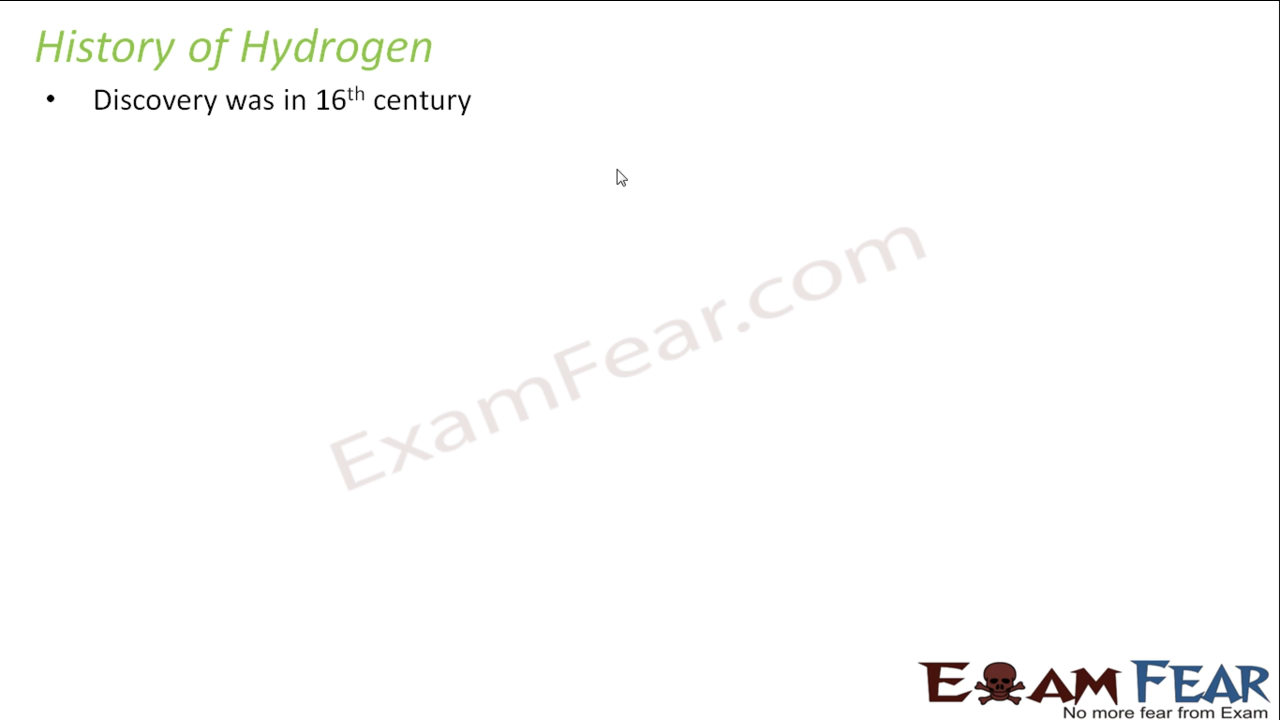 History of Hydrogen
• Discovery was in 16th century
ExamFear.com
EXAM FEAR
No more fear from Exam